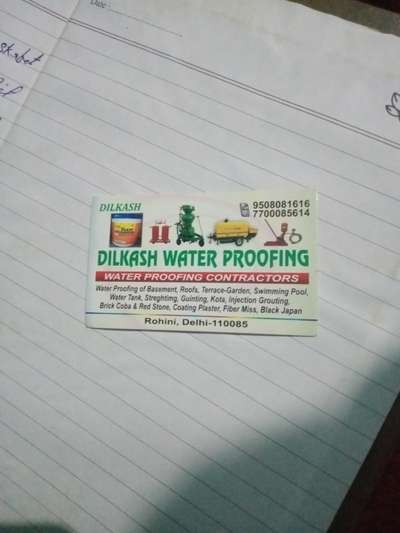 DATE
DILKASH
9508081616
7700085614
DILKASH WATER PROOFING
WATER PROOFING CONTRACTORS
Water Proofing of Basement, Roofs, Terrace-Garden, Swimming Pool,
Water Tank, Streghting, Guinting, Kota, Injection Grouting,
Brick Coba & Red Stone, Coating Plaster, Fiber Miss, Black Japan
Rohini, Delhi-110085